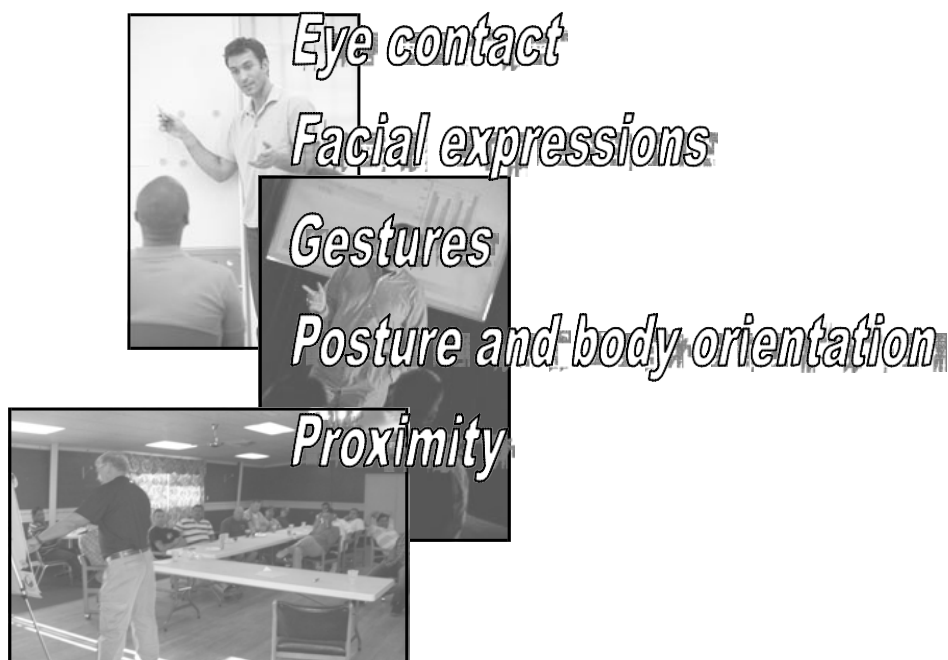 Eye contact
Facial expressions
Gestures
Posture and body orientation
Proximity